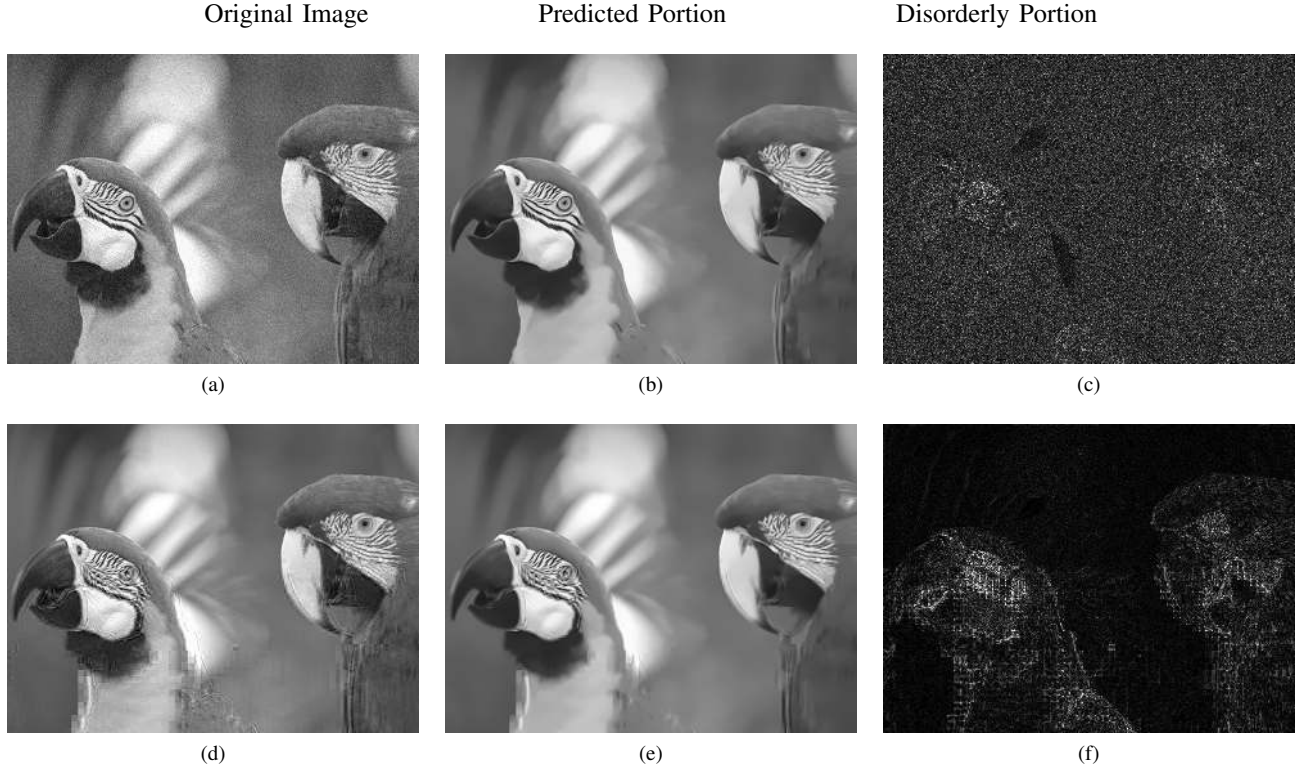 Original Image Predicted Portion Disorderly Portion
(a) (b) (c)
(d) (e) (f)